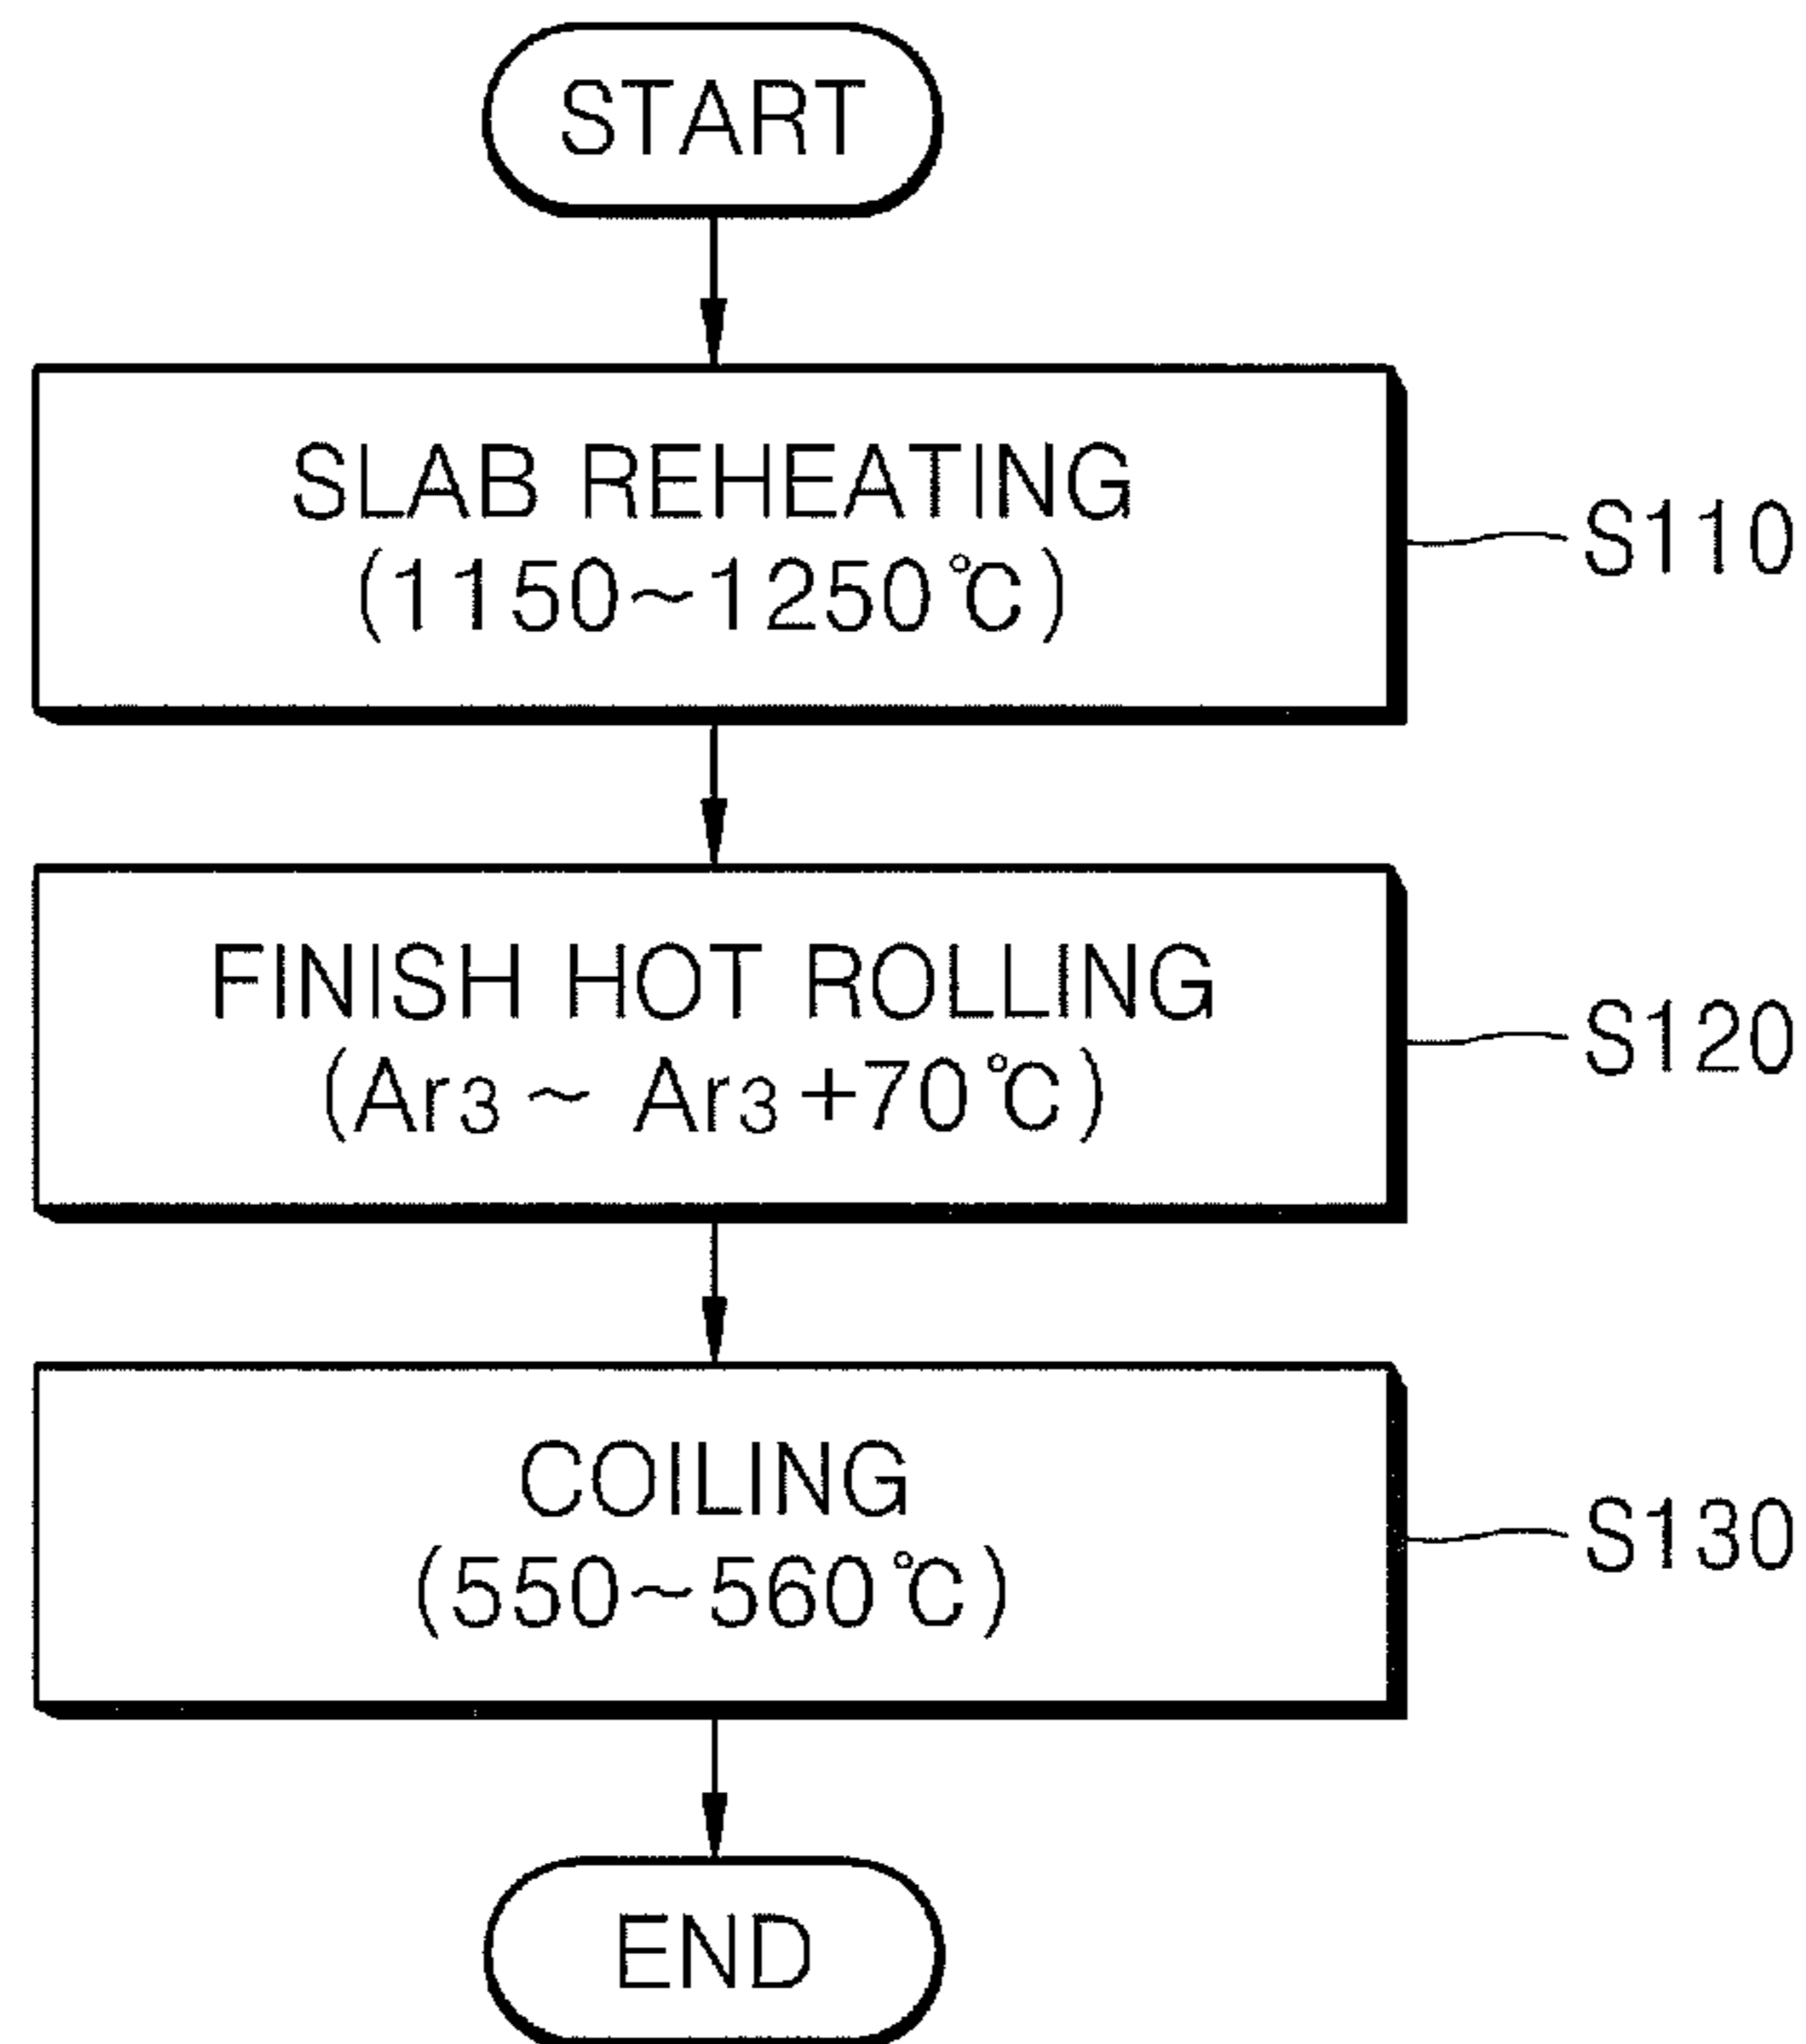 START
SLAB REHEATING
(1150~1250℃)
S110
FINISH HOT ROLLING
(Ar3 ~ Ar3 +70℃)
S120
COILING
(550~560℃)
S130
END